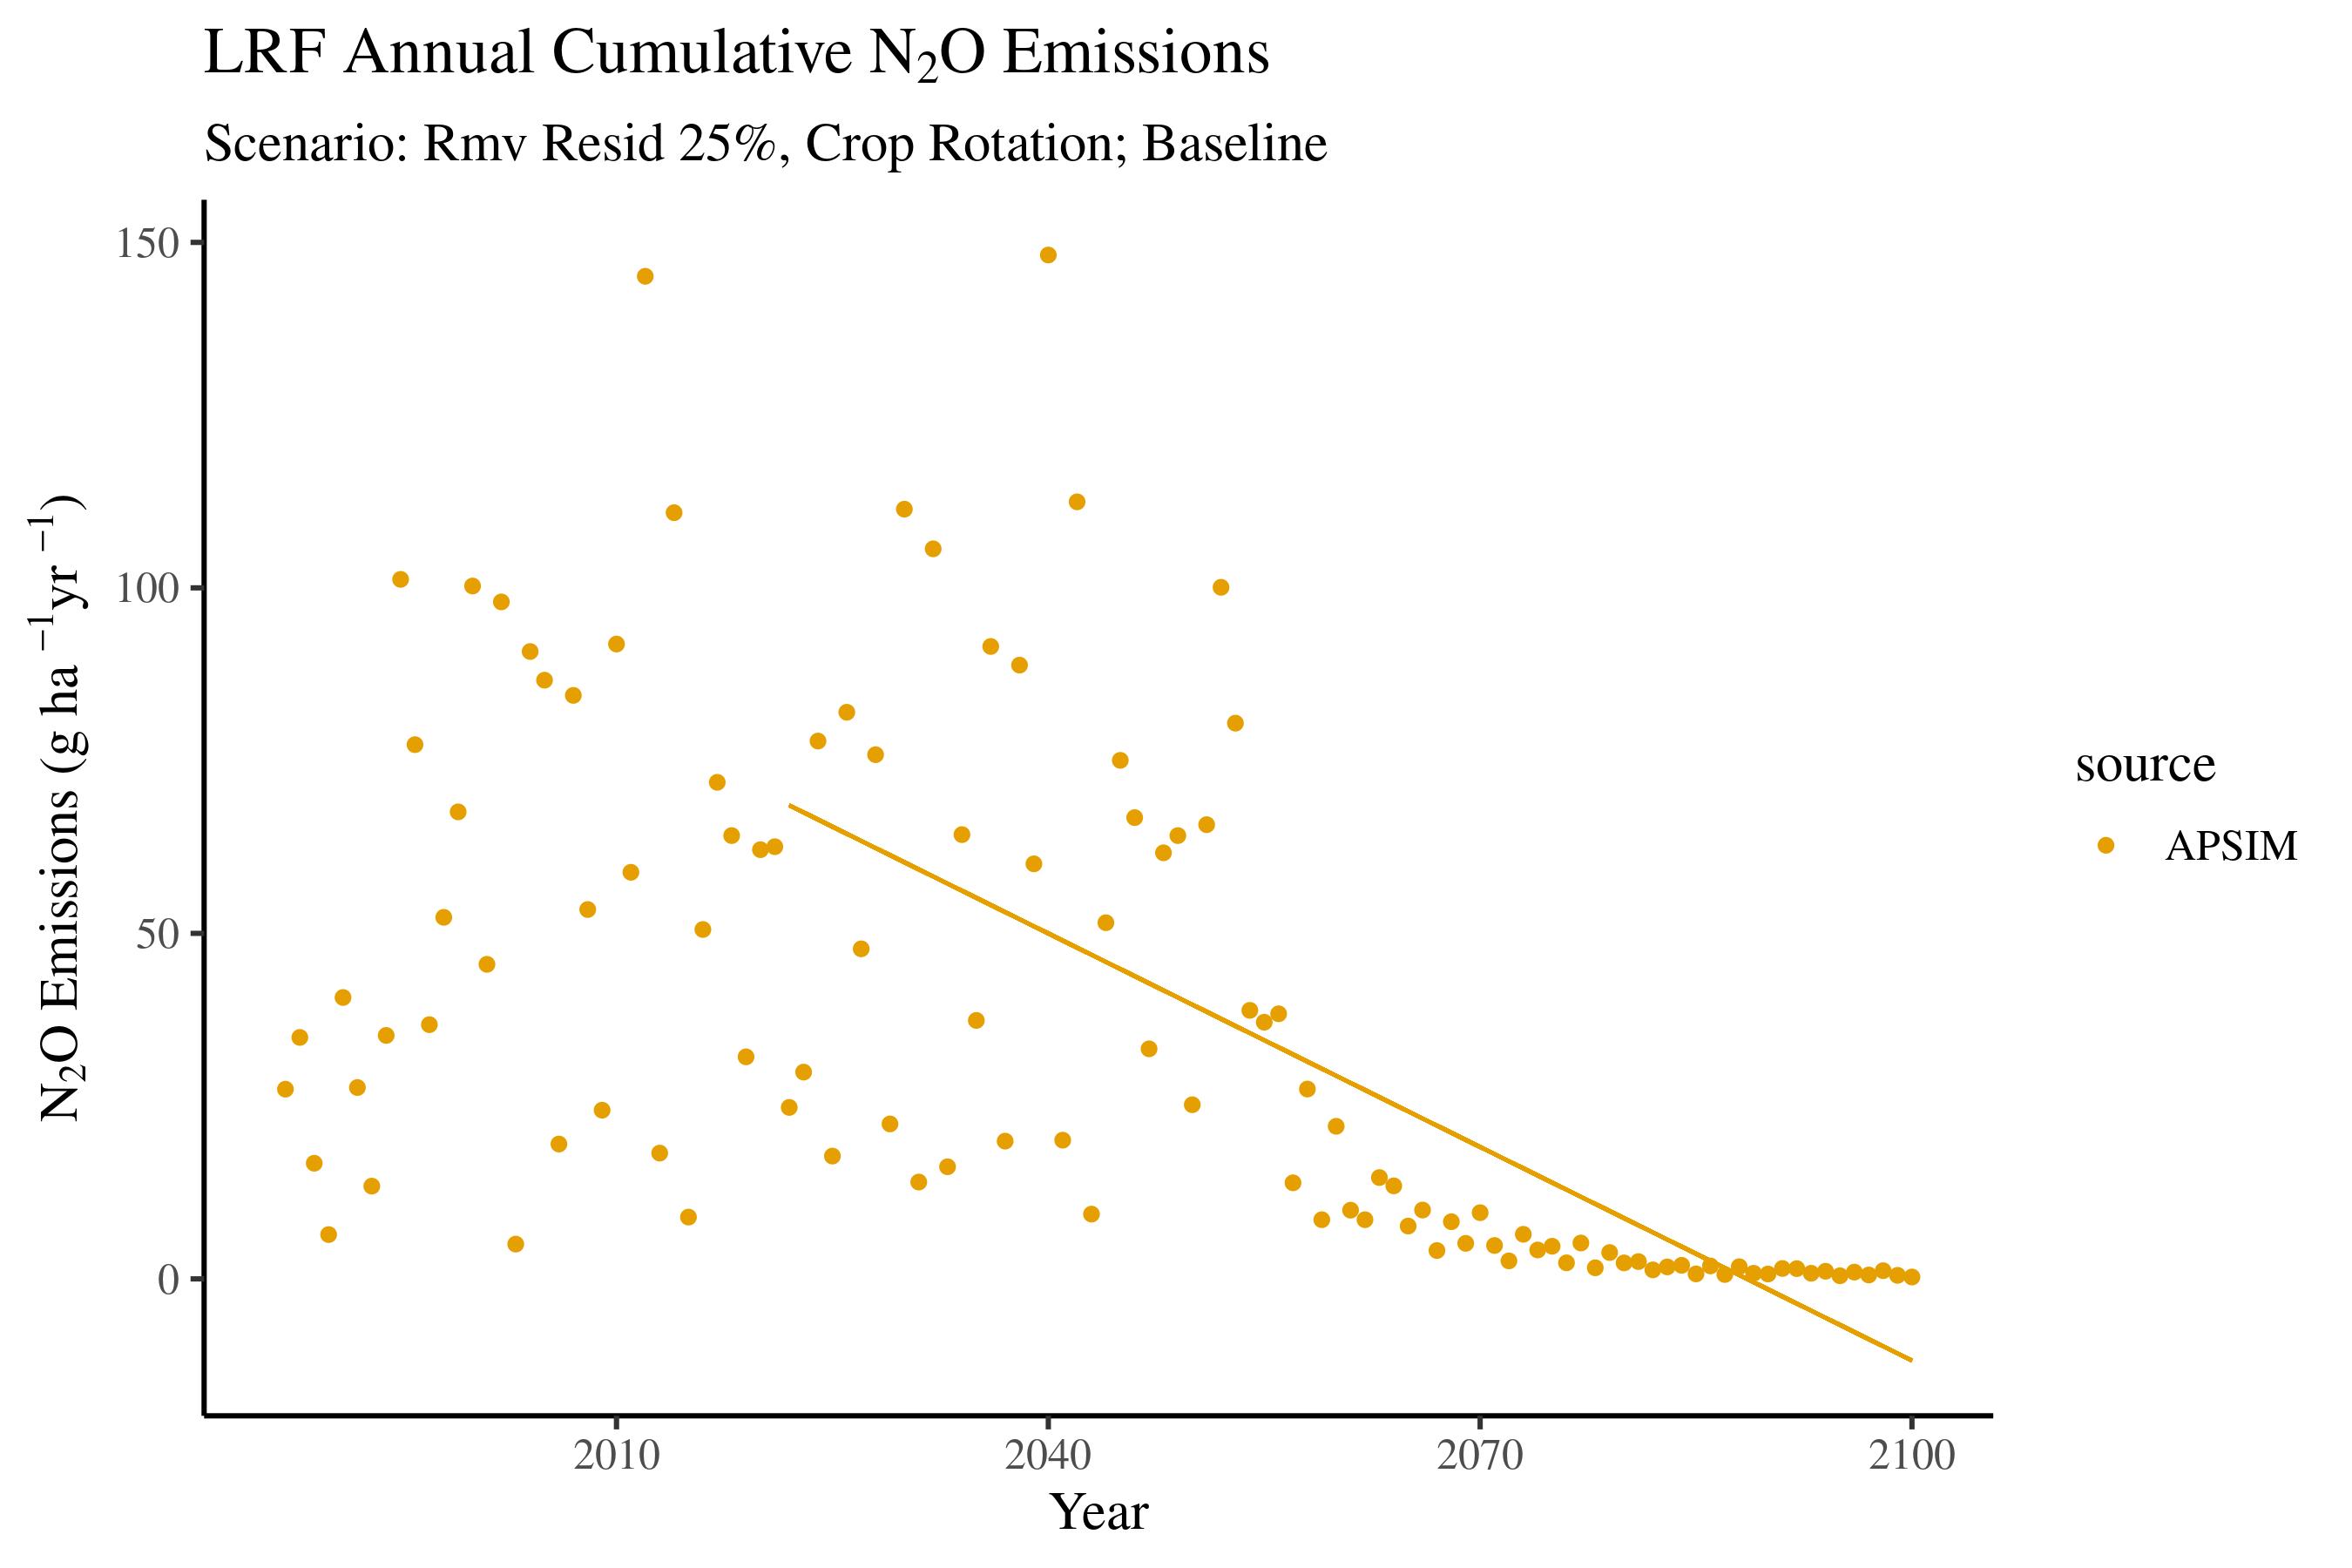 LRF Annual Cumulative N₂O Emissions
Scenario: Rmv Resid 25%, Crop Rotation; Baseline
N₂O Emissions (g ha⁻¹yr⁻¹)
150
100
50
0
2010 2040 2070 2100
Year
source
APSIM